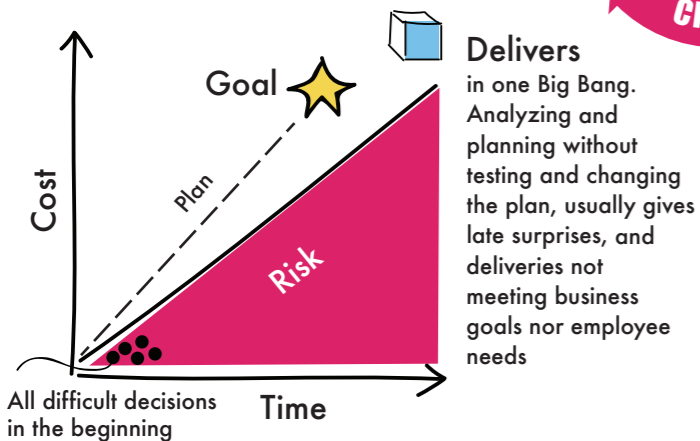 Delivers
in one Big Bang.
Analyzing and
planning without
testing and changing
the plan, usually gives
late surprises, and
deliveries not
meeting business
goals nor employee
needs
Goal
Plan
Cost
Risk
All difficult decisions
in the beginning
Time